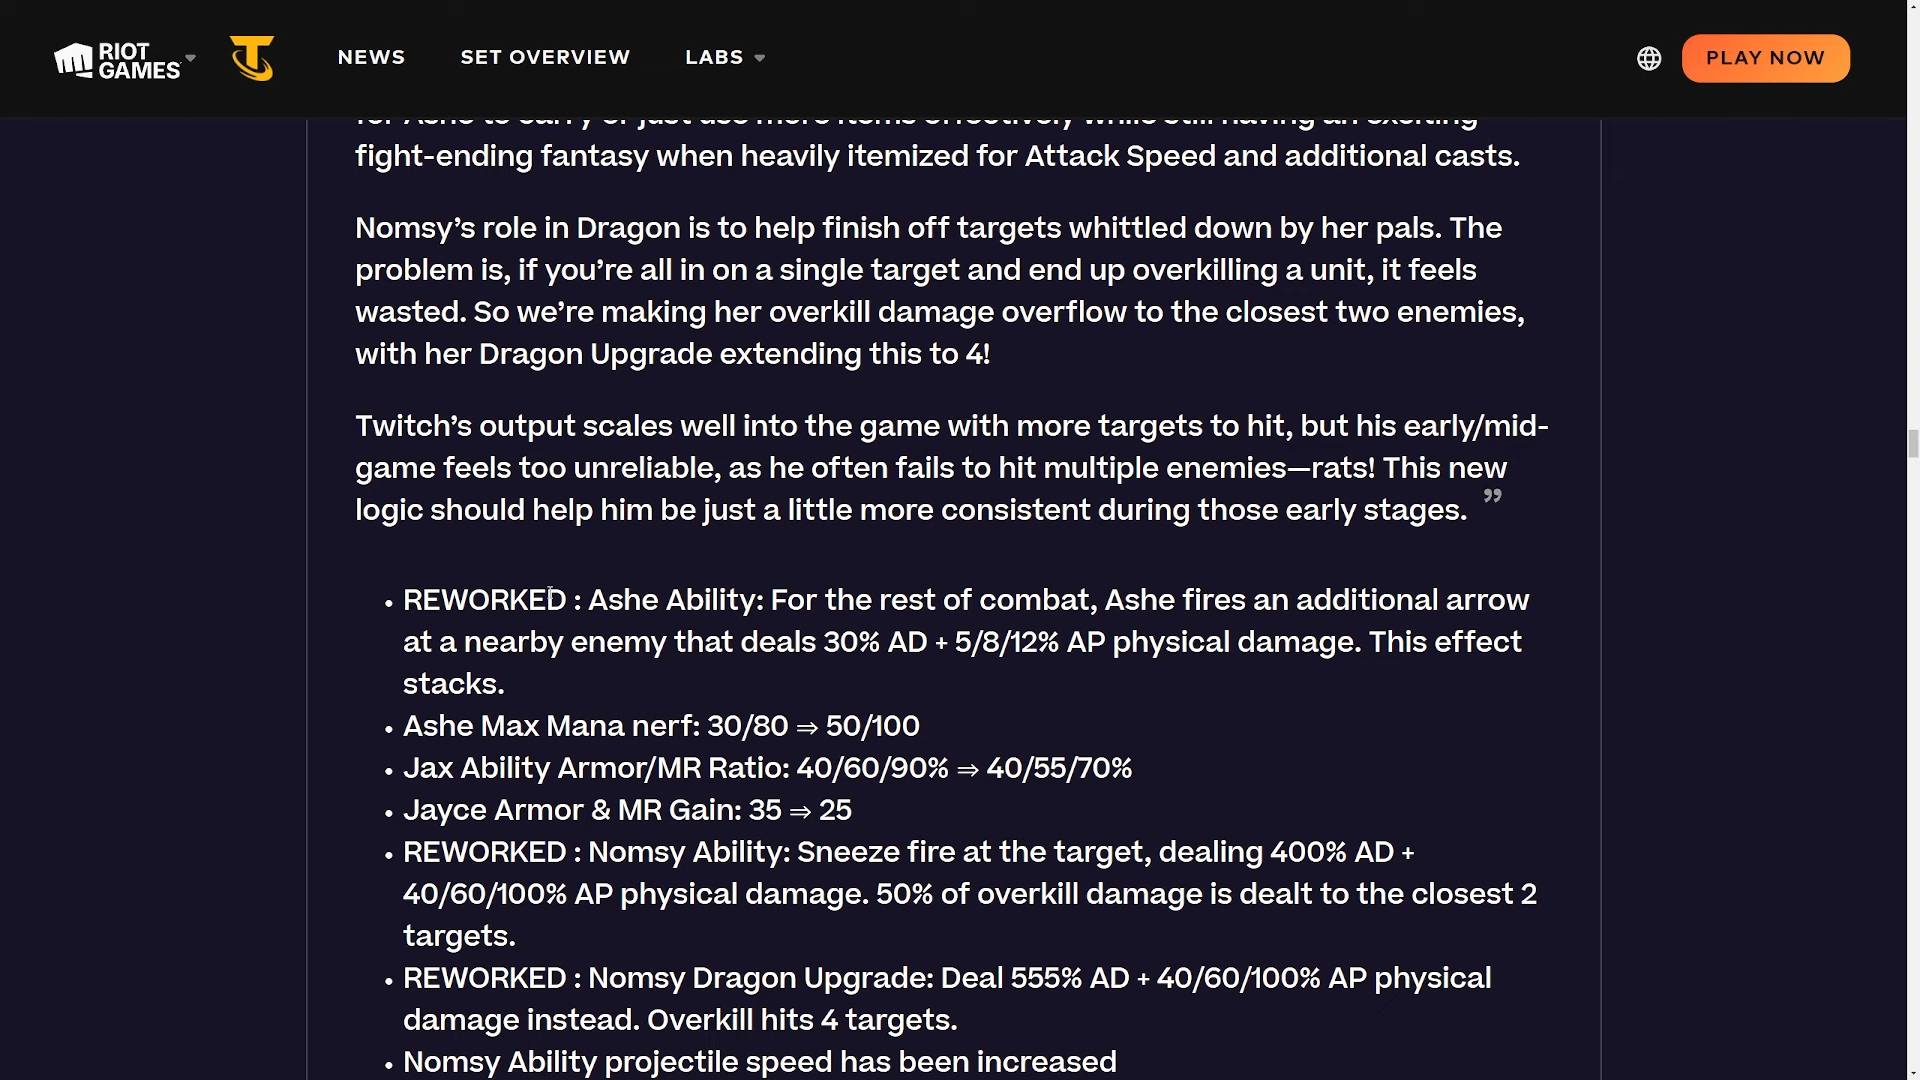 RIOT
GAMES
NEWS
SET OVERVIEW
LABS
PLAY NOW
for Ashe to carry or just use more items effectively while still having an exciting
fight-ending fantasy when heavily itemized for Attack Speed and additional casts.
Nomsy’s role in Dragon is to help finish off targets whittled down by her pals. The
problem is, if you’re all in on a single target and end up overkilling a unit, it feels
wasted. So we’re making her overkill damage overflow to the closest two enemies,
with her Dragon Upgrade extending this to 4!
Twitch’s output scales well into the game with more targets to hit, but his early/mid-
game feels too unreliable, as he often fails to hit multiple enemies—rats! This new
logic should help him be just a little more consistent during those early stages. ”
• REWORKED : Ashe Ability: For the rest of combat, Ashe fires an additional arrow
at a nearby enemy that deals 30% AD + 5/8/12% AP physical damage. This effect
stacks.
• Ashe Max Mana nerf: 30/80 ⇒ 50/100
• Jax Ability Armor/MR Ratio: 40/60/90% ⇒ 40/55/70%
• Jayce Armor & MR Gain: 35 ⇒ 25
• REWORKED : Nomsy Ability: Sneeze fire at the target, dealing 400% AD +
40/60/100% AP physical damage. 50% of overkill damage is dealt to the closest 2
targets.
• REWORKED : Nomsy Dragon Upgrade: Deal 555% AD + 40/60/100% AP physical
damage instead. Overkill hits 4 targets.
• Nomsy Ability projectile speed has been increased